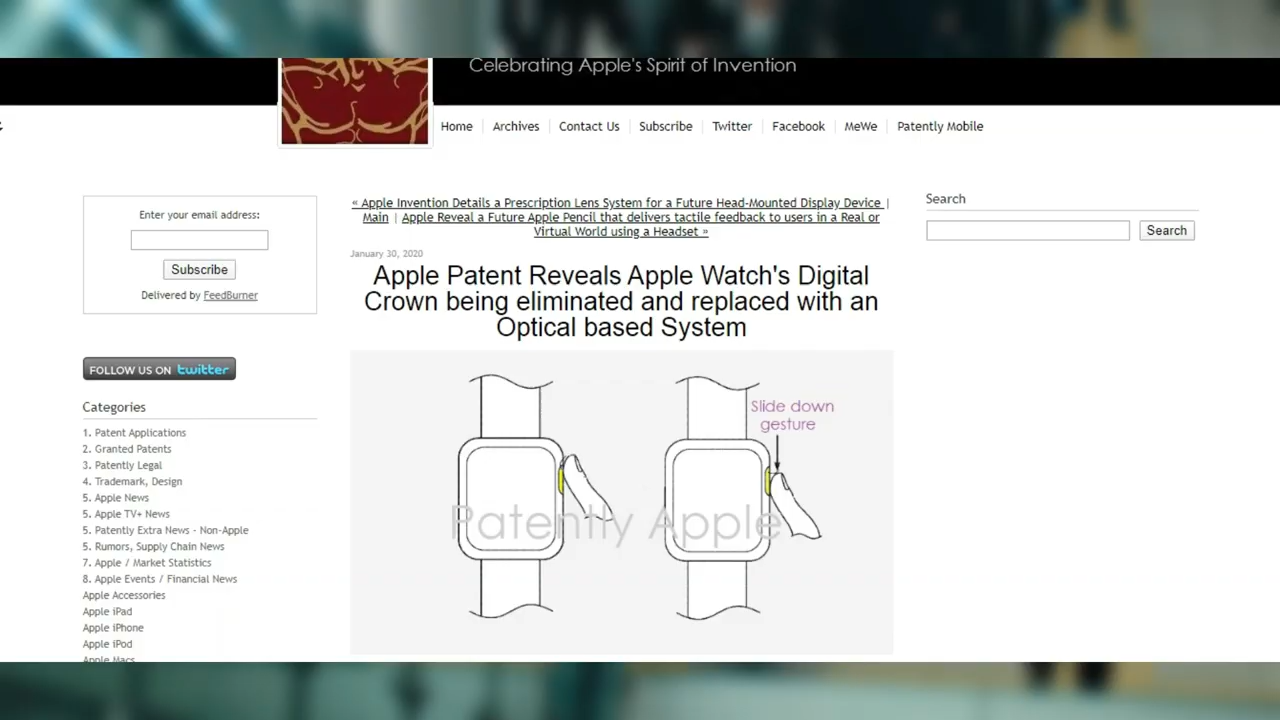 Celebrating Apple's Spirit of Invention
Home
Archives
Contact Us
Subscribe
Twitter
Facebook
MeWe
Patently Mobile
Enter your email address:
Subscribe
Delivered by FeedBurner
FOLLOW US ON twitter
Categories
1. Patent Applications
2. Granted Patents
3. Patently Legal
4. Trademark, Design
5. Apple News
5. Apple TV+ News
5. Patently Extra News - Non-Apple
5. Rumors, Supply Chain News
7. Apple / Market Statistics
8. Apple Events / Financial News
Apple Accessories
Apple iPad
Apple iPhone
Apple iPod
Apple Macs
« Apple Invention Details a Prescription Lens System for a Future Head-Mounted Display Device |
Main | Apple Reveal a Future Apple Pencil that delivers tactile feedback to users in a Real or
Virtual World using a Headset »
January 30, 2020
Apple Patent Reveals Apple Watch's Digital
Crown being eliminated and replaced with an
Optical based System
Slide down
gesture
Patently Apple
Search
Search